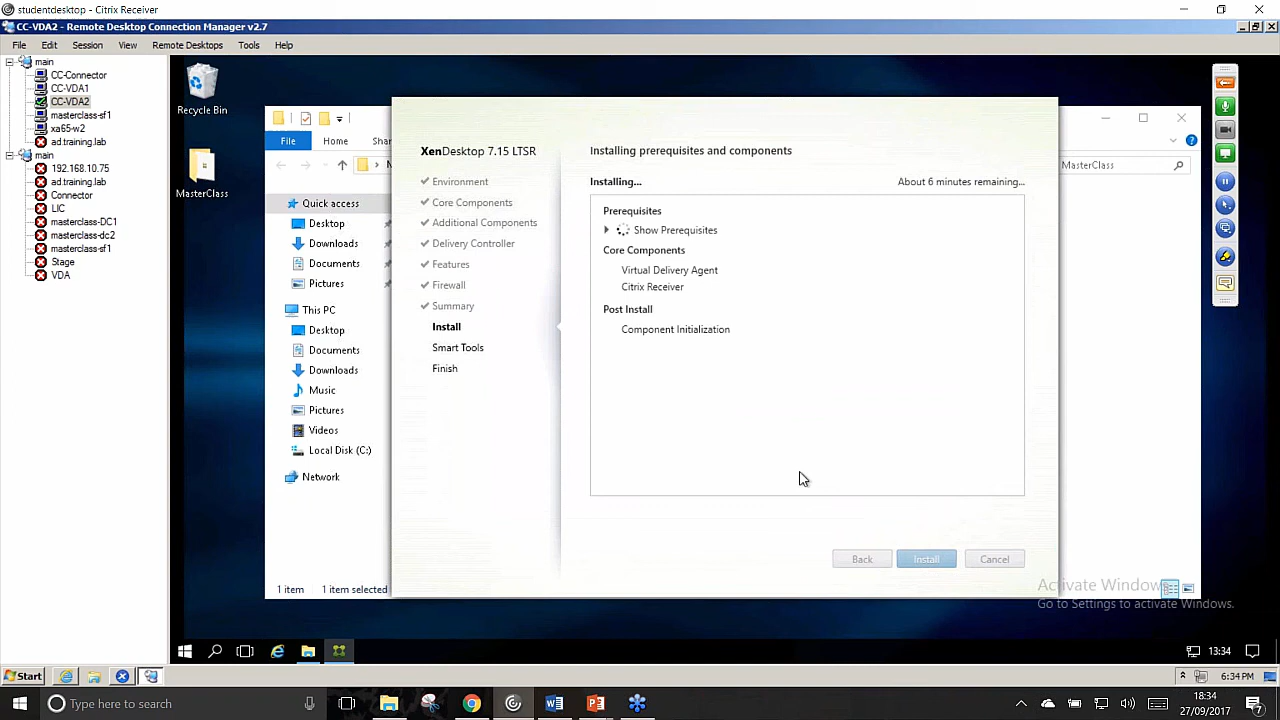 studentdesktop - Citrix Receiver
CC-VDA2 - Remote Desktop Connection Manager v2.7
File Edit Session View Remote Desktops Tools Help
main
CC-Connector
CC-VDA1
CC-VDA2
masterclass-sf1
xa65-w2
ad.training.lab
main
192.168.10.75
ad.training.lab
Connector
LIC
masterclass-DC1
masterclass-dc2
masterclass-sf1
Stage
VDA
Recycle Bin
MasterClass
File Home Shar
MasterClass
Quick access
Desktop
Downloads
Documents
Pictures
This PC
Desktop
Documents
Downloads
Music
Pictures
Videos
Local Disk (C:)
Network
1 item 1 item selected
XenDesktop 7.15 LTSR
Environment
Core Components
Additional Components
Delivery Controller
Features
Firewall
Summary
Install
Smart Tools
Finish
Installing prerequisites and components
Installing... About 6 minutes remaining...
Prerequisites
Show Prerequisites
Core Components
Virtual Delivery Agent
Citrix Receiver
Post Install
Component Initialization
Back Install Cancel
Activate Windows
Go to Settings to activate Windows.
13:34
Start
6:34 PM
Type here to search
18:34
27/09/2017